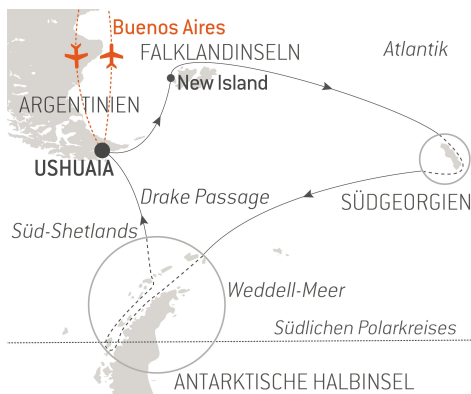 Buenos Aires
FALKLANDINSELN
Atlantik
New Island
ARGENTINIEN
USHUAIA
Drake Passage
SÜDGEORGIEN
Süd-Shetlands
Weddell-Meer
Südlichen Polarkreises
ANTARKTISCHE HALBINSEL